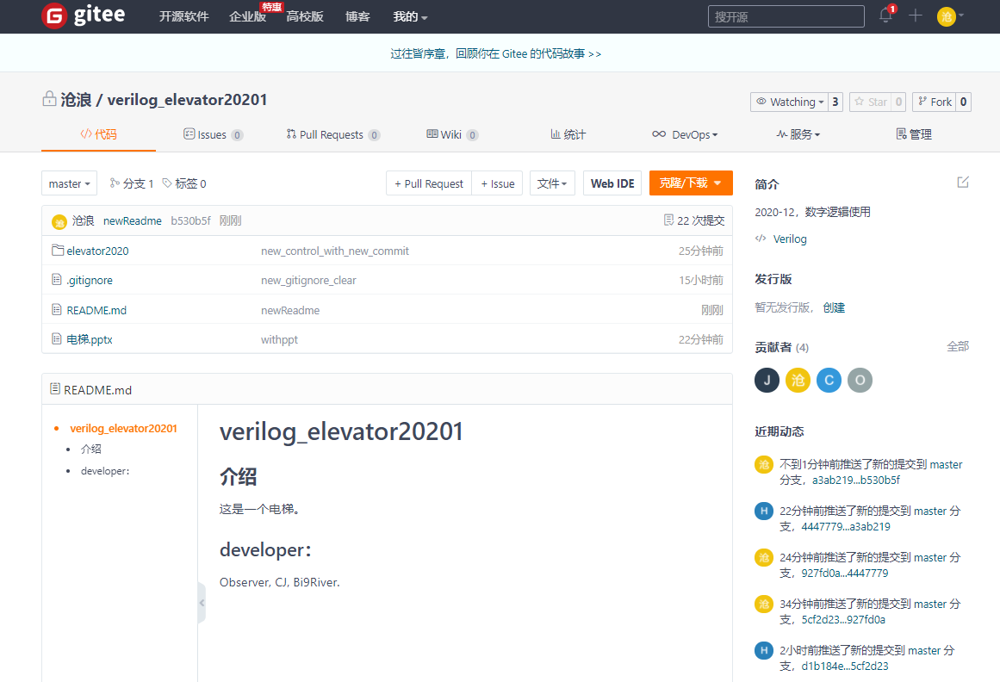 gitee 开源软件 企业版 特惠 高校版 博客 我的 搜开源 1 沧
过往皆序章，回顾你在 Gitee 的代码故事 >>
沧浪 / verilog_elevator20201 Watching 3 Star 0 Fork 0
代码 Issues 0 Pull Requests 0 Wiki 0 统计 DevOps 服务 管理
master 分支 1 标签 0 + Pull Request + Issue 文件 Web IDE 克隆/下载
沧 沧浪 newReadme b530b5f 刚刚 22 次提交
elevator2020 new_control_with_new_commit 25分钟前
.gitignore new_gitignore_clear 15小时前
README.md newReadme 刚刚
电梯.pptx withppt 22分钟前
README.md
verilog_elevator20201
介绍
developer:
verilog_elevator20201
介绍
这是一个电梯。
developer：
Observer, CJ, Bi9River.
简介
2020-12，数字逻辑使用
Verilog
发行版
暂无发行版， 创建
贡献者 (4) 全部
J 沧 C O
近期动态
沧 不到1分钟前推送了新的提交到 master
分支，a3ab219...b530b5f
H 22分钟前推送了新的提交到 master 分
支，4447779...a3ab219
沧 24分钟前推送了新的提交到 master 分
支，927fd0a...4447779
沧 34分钟前推送了新的提交到 master 分
支，5cf2d23...927fd0a
H 2小时前推送了新的提交到 master 分
支，d1b184e...5cf2d23